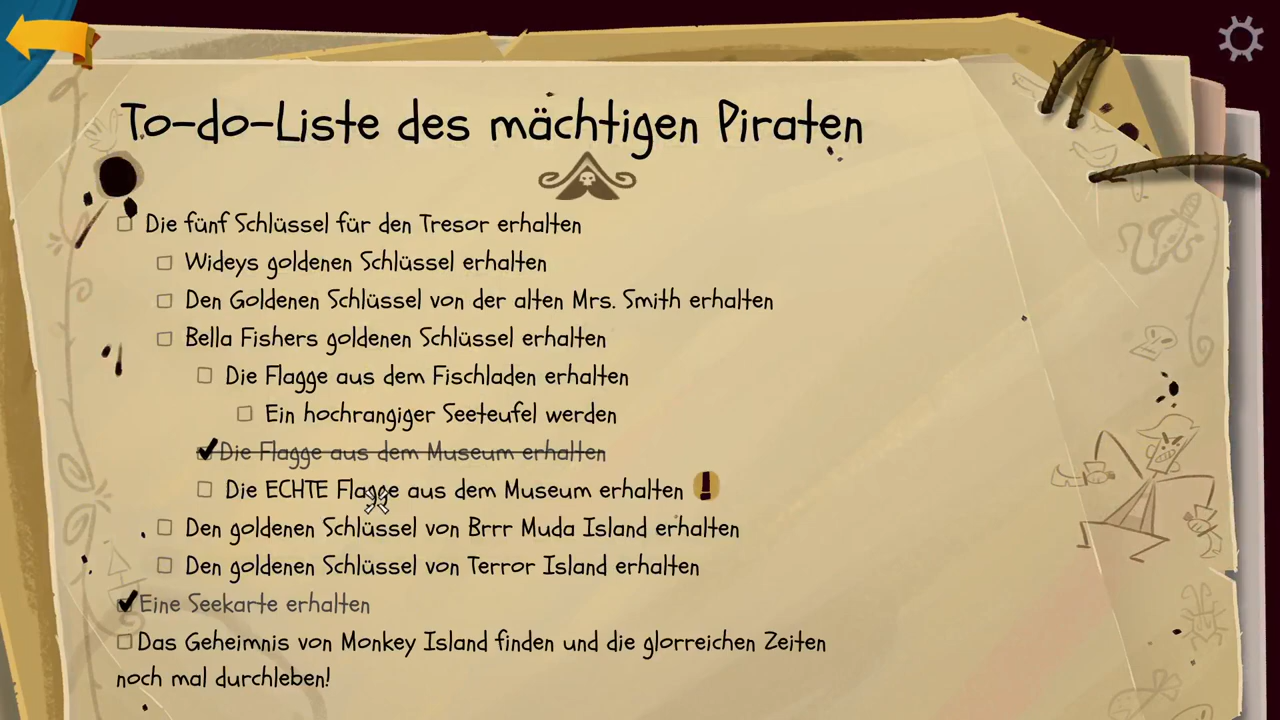 To-do-Liste des mächtigen Piraten
Die fünf Schlüssel für den Tresor erhalten
Wideys goldenen Schlüssel erhalten
Den Goldenen Schlüssel von der alten Mrs. Smith erhalten
Bella Fishers goldenen Schlüssel erhalten
Die Flagge aus dem Fischladen erhalten
Ein hochrangiger Seeteufel werden
Die Flagge aus dem Museum erhalten
Die ECHTE Flagge aus dem Museum erhalten !
Den goldenen Schlüssel von Brrr Muda Island erhalten
Den goldenen Schlüssel von Terror Island erhalten
Eine Seekarte erhalten
Das Geheimnis von Monkey Island finden und die glorreichen Zeiten
noch mal durchleben!